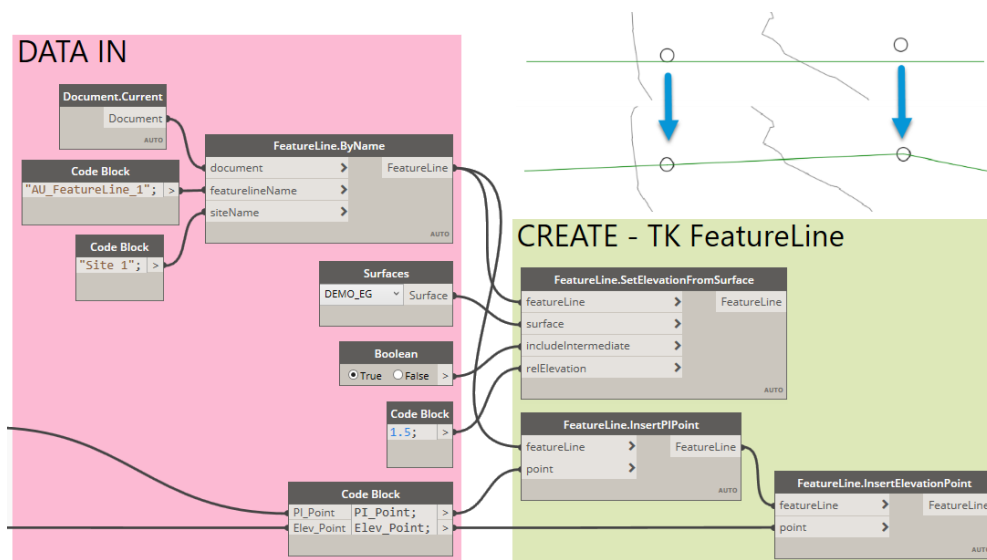 DATA IN
Document.Current
Document
AUTO
Code Block
"AU_FeatureLine_1"; >
Code Block
"Site 1"; >
FeatureLine.ByName
document > FeatureLine
featurelineName >
siteName >
AUTO
Surfaces
DEMO_EG Surface
Boolean
True False >
Code Block
1.5; >
Code Block
PI_Point PI_Point; >
Elev_Point Elev_Point; >
CREATE - TK FeatureLine
FeatureLine.SetElevationFromSurface
featureLine > FeatureLine
surface >
includeIntermediate >
relElevation >
AUTO
FeatureLine.InsertPIPoint
featureLine > FeatureLine
point >
AUTO
FeatureLine.InsertElevationPoint
featureLine > FeatureLine
point >
AUTO